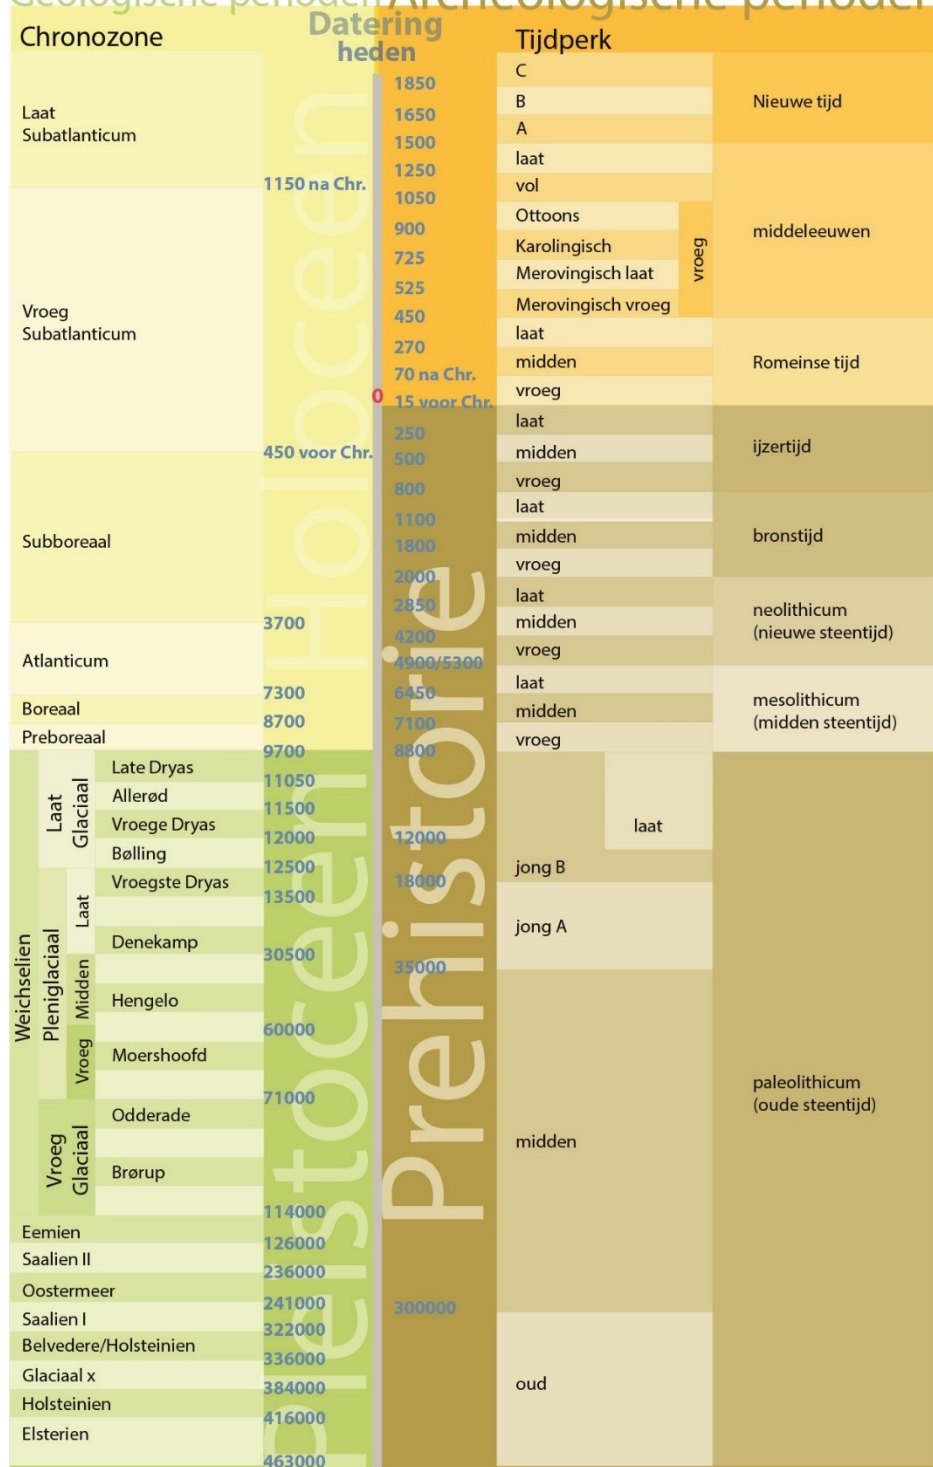 Geologische perioden
Archeologische perioden
Chronozone
Datering
heden
Tijdperk
Laat
Subatlanticum
1150 na Chr.
Vroeg
Subatlanticum
450 voor Chr.
Subboreaal
3700
Atlanticum
7300
Boreaal
8700
Preboreaal
9700
Holoceen
Weichselien
Laat
Glaciaal
Late Dryas
11050
Allerød
11500
Vroege Dryas
12000
Bølling
12500
Pleniglaciaal
Laat
Vroegste Dryas
13500
Denekamp
30500
Midden
Hengelo
60000
Vroeg
Moershoofd
71000
Vroeg
Glaciaal
Odderade
Brørup
114000
Eemien
126000
Saalien II
236000
Oostermeer
241000
Saalien I
322000
Belvedere/Holsteinien
336000
Glaciaal x
384000
Holsteinien
416000
Elsterien
463000
Pleistoceen
0
C
1850
B
1650
A
1500
Nieuwe tijd
laat
1250
vol
1050
Ottoons
900
Karolingisch
725
Merovingisch laat
525
Merovingisch vroeg
450
vroeg
middeleeuwen
laat
270
midden
70 na Chr.
vroeg
15 voor Chr.
Romeinse tijd
laat
250
midden
500
vroeg
800
ijzertijd
laat
1100
midden
1800
vroeg
2000
bronstijd
laat
2850
midden
4200
vroeg
4900/5300
neolithicum
(nieuwe steentijd)
laat
6450
midden
7100
vroeg
8800
mesolithicum
(midden steentijd)
laat
12000
jong B
18000
jong A
35000
midden
300000
oud
paleolithicum
(oude steentijd)
Prehistorie